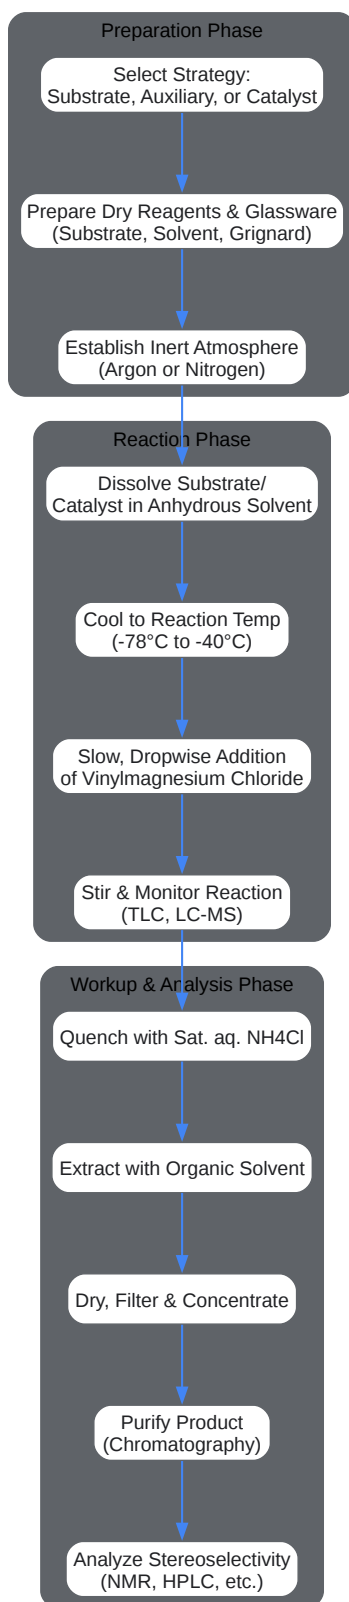 Preparation Phase
Select Strategy:
Substrate, Auxiliary, or Catalyst
Prepare Dry Reagents & Glassware
(Substrate, Solvent, Grignard)
Establish Inert Atmosphere
(Argon or Nitrogen)
Reaction Phase
Dissolve Substrate/
Catalyst in Anhydrous Solvent
Cool to Reaction Temp
(-78°C to -40°C)
Slow, Dropwise Addition
of Vinylmagnesium Chloride
Stir & Monitor Reaction
(TLC, LC-MS)
Workup & Analysis Phase
Quench with Sat. aq. NH4Cl
Extract with Organic Solvent
Dry, Filter & Concentrate
Purify Product
(Chromatography)
Analyze Stereoselectivity
(NMR, HPLC, etc.)